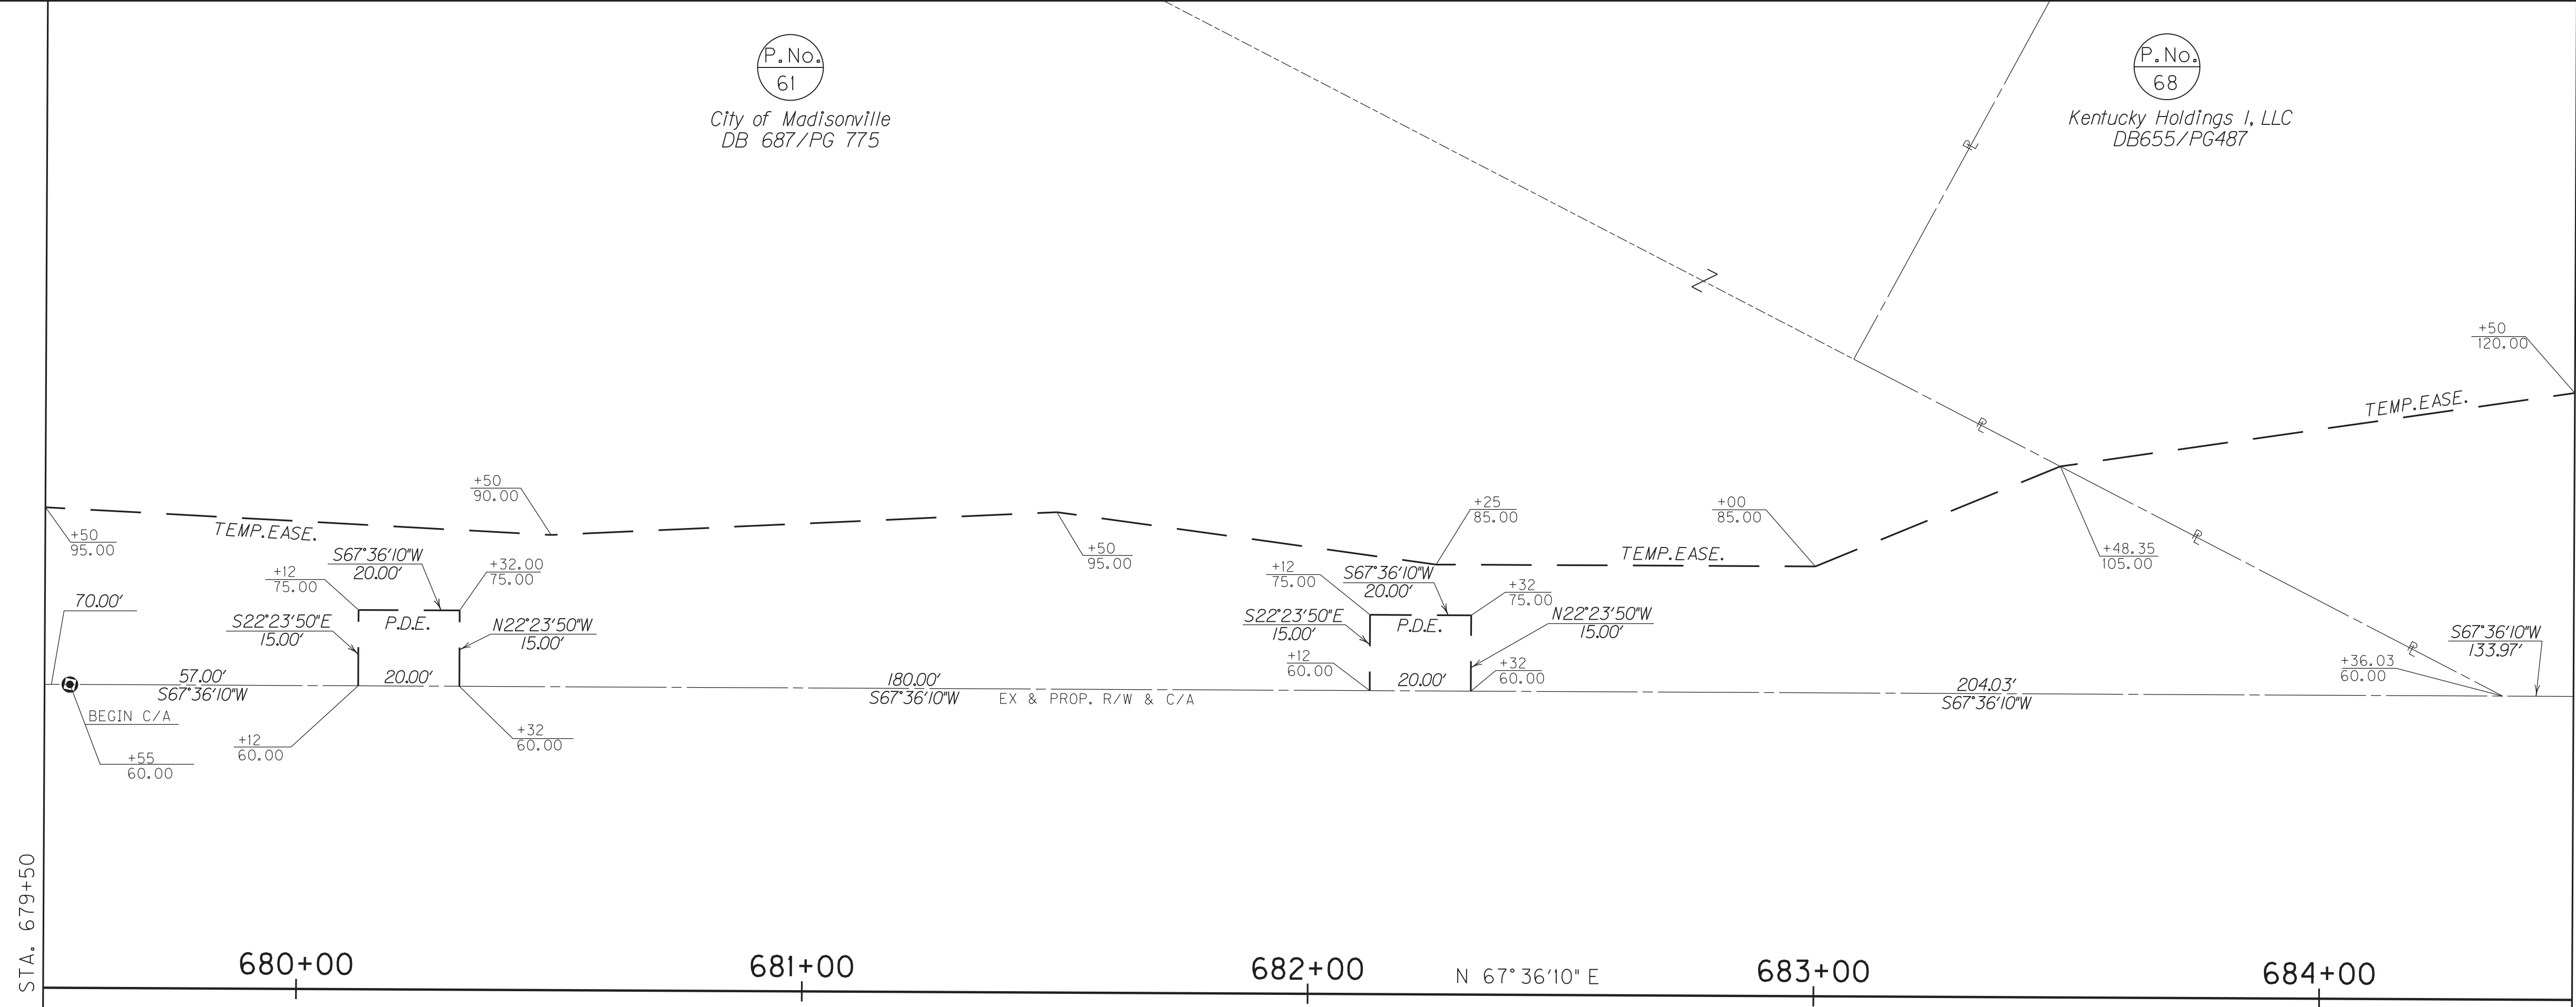 P.No.
61
City of Madisonville
DB 687/PG 775
P.No.
68
Kentucky Holdings I, LLC
DB655/PG487
PL
Z
+50
120.00
TEMP.EASE.
PL
+50
90.00
+25
85.00
+00
85.00
TEMP.EASE.
+50
95.00
S67°36'10"W
20.00'
+32.00
75.00
+12
75.00
+50
95.00
TEMP.EASE.
+48.35
105.00
PL
+12
75.00
S67°36'10"W
20.00'
+32
75.00
70.00'
S22°23'50"E
15.00'
P.D.E.
N22°23'50"W
15.00'
S22°23'50"E
15.00'
P.D.E.
N22°23'50"W
15.00'
S67°36'10"W
133.97'
PL
+12
60.00
+32
60.00
+36.03
60.00
57.00'
S67°36'10"W
20.00'
180.00'
S67°36'10"W
EX & PROP. R/W & C/A
20.00'
204.03'
S67°36'10"W
BEGIN C/A
+55
60.00
+12
60.00
+32
60.00
STA. 679+50
680+00
681+00
682+00
N 67°36'10" E
683+00
684+00